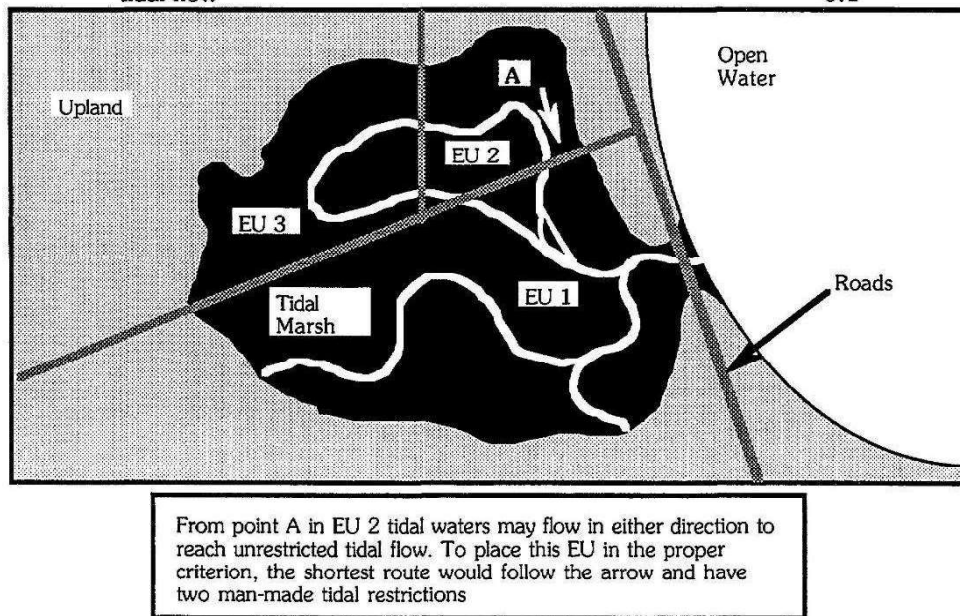 Upland
A
Open
Water
EU 2
EU 3
EU 1
Tidal
Marsh
Roads
From point A in EU 2 tidal waters may flow in either direction to
reach unrestricted tidal flow. To place this EU in the proper
criterion, the shortest route would follow the arrow and have
two man-made tidal restrictions